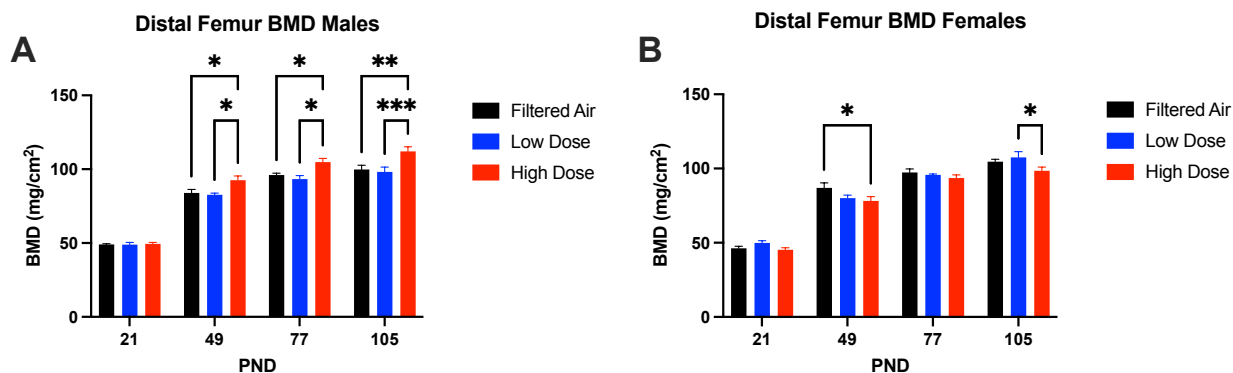 Distal Femur BMD Males
A
* * **
* * ***
150
100
50
0
BMD (mg/cm²)
21 49 77 105
PND
Filtered Air
Low Dose
High Dose
Distal Femur BMD Females
B
* *
150
100
50
0
BMD (mg/cm²)
21 49 77 105
PND
Filtered Air
Low Dose
High Dose